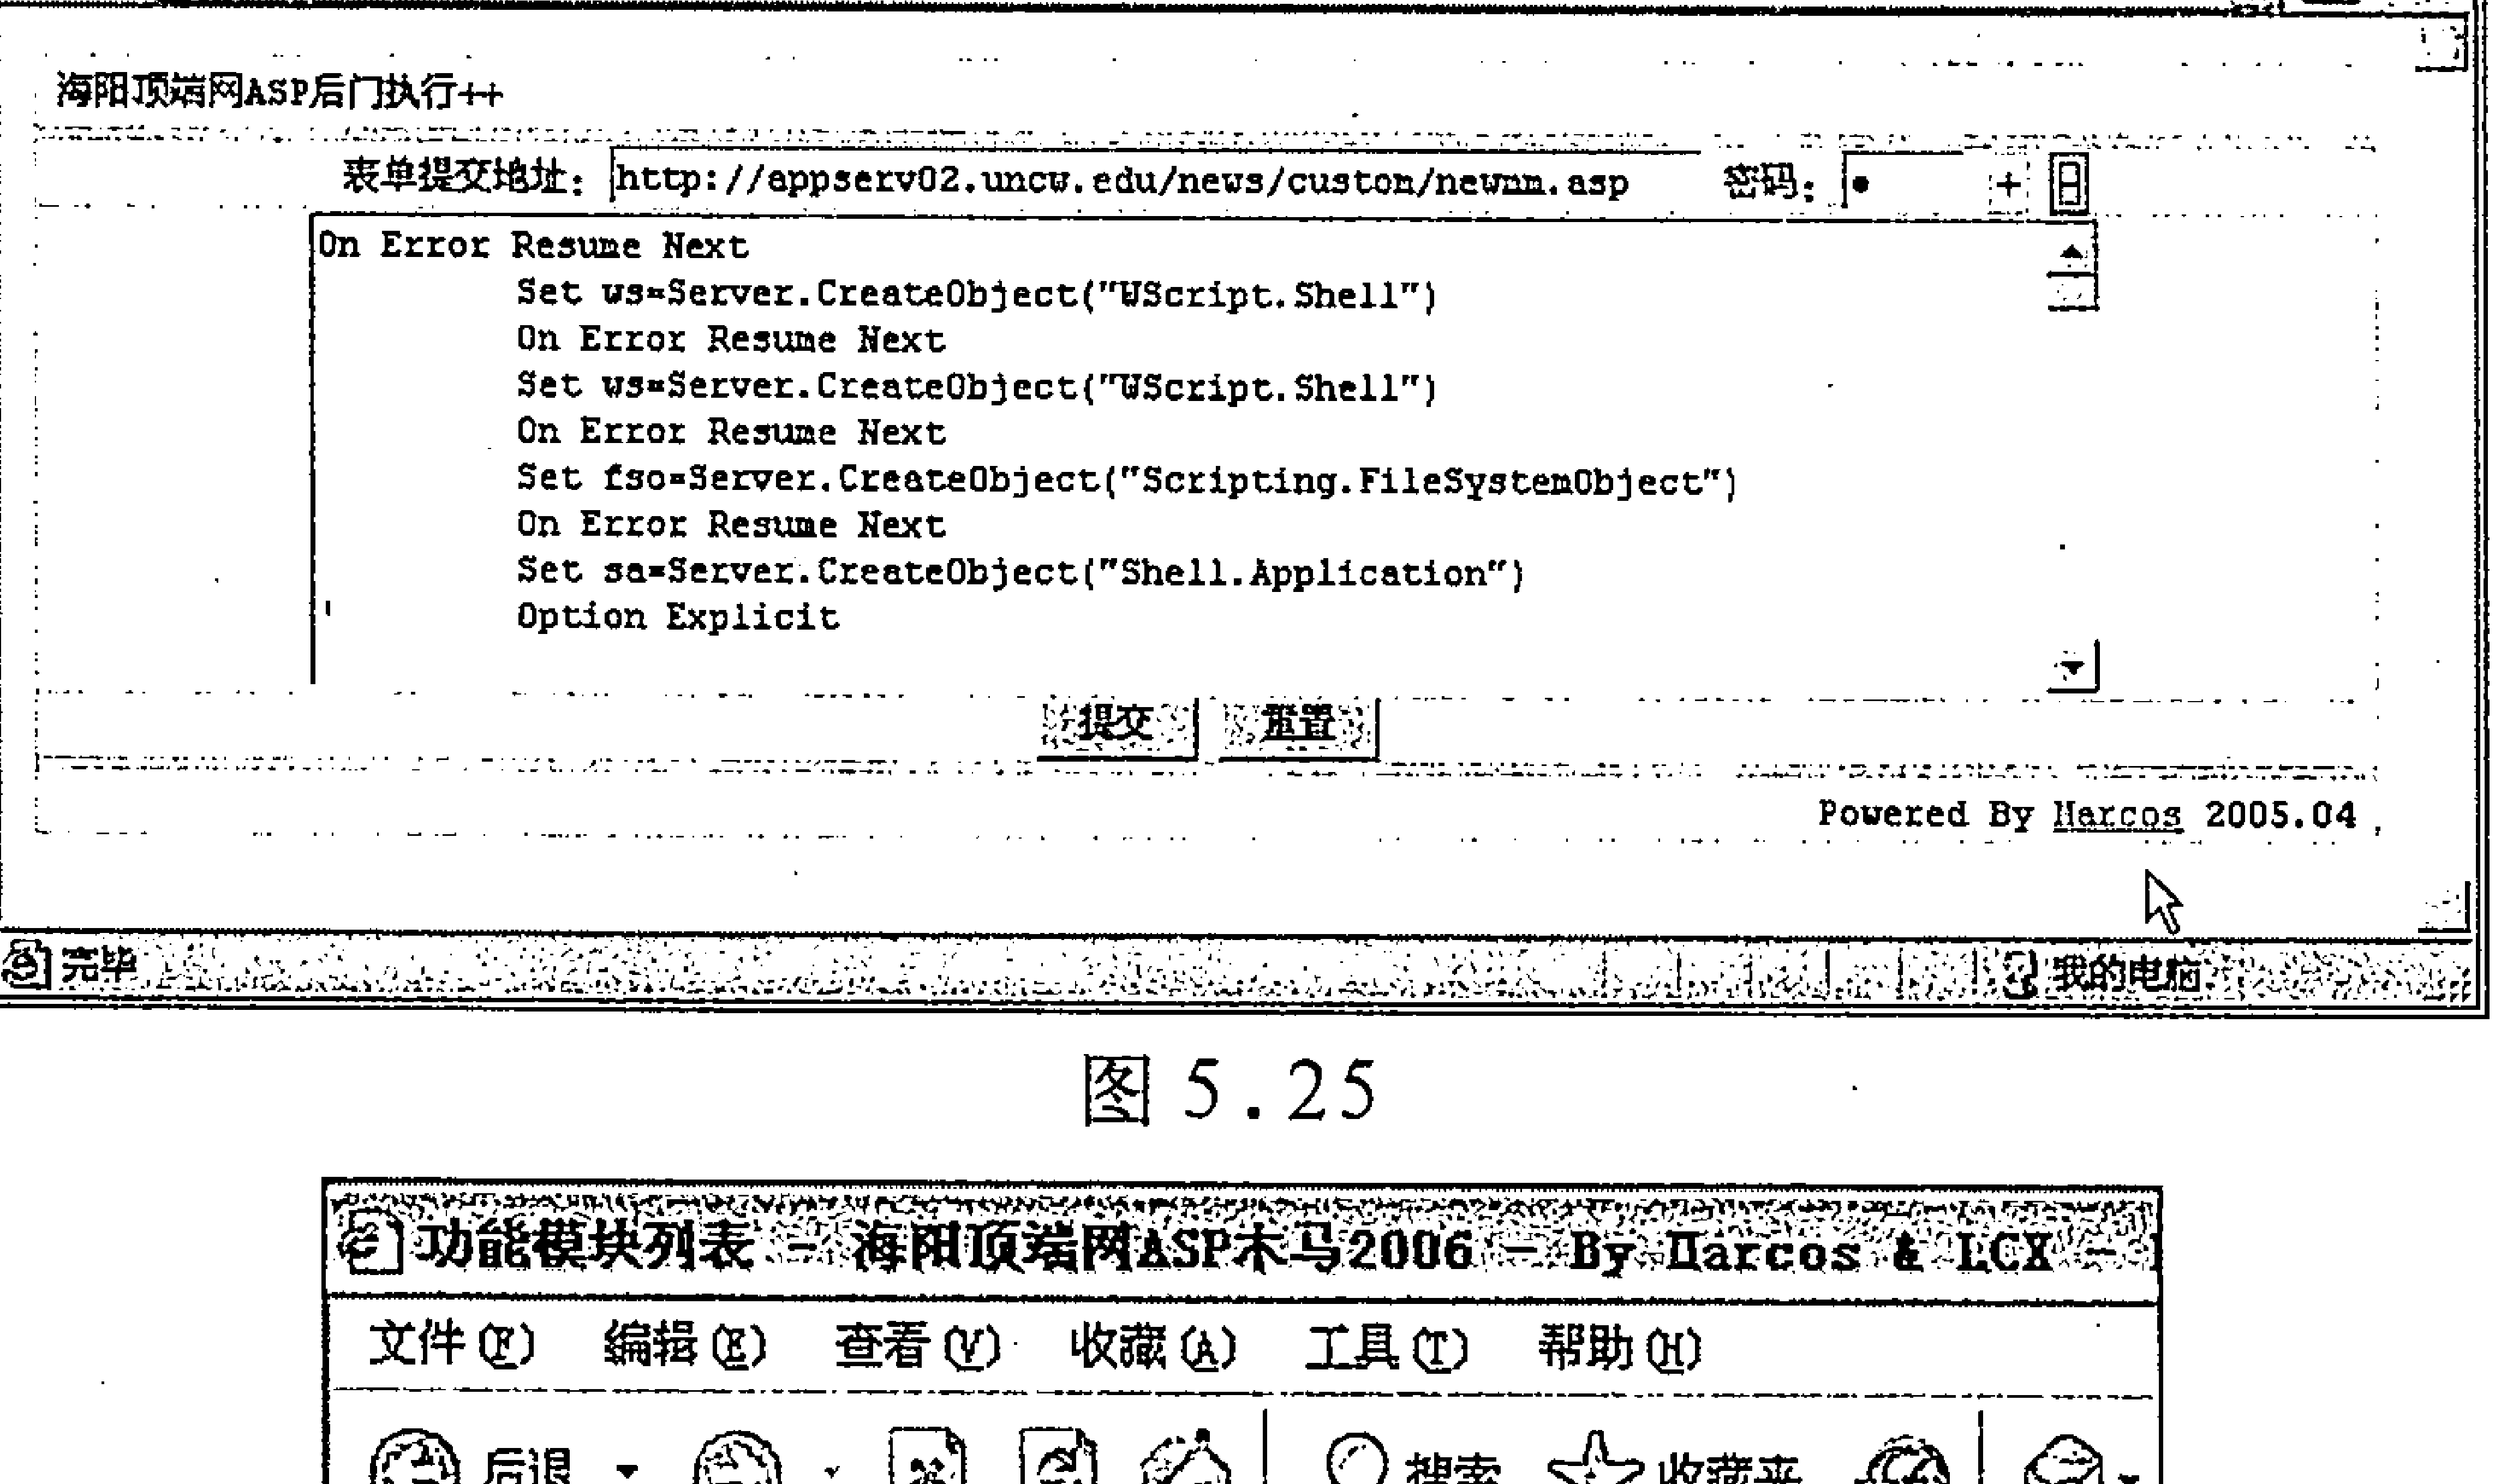 海阳顶端网ASP后门执行++
表单提交地址: http://appserv02.uncw.edu/news/custom/newnm.asp 密码: • +
On Error Resume Next
Set ws=Server.CreateObject("WScript.Shell")
On Error Resume Next
Set ws=Server.CreateObject("WScript.Shell")
On Error Resume Next
Set fso=Server.CreateObject("Scripting.FileSystemObject")
On Error Resume Next
Set sa=Server.CreateObject("Shell.Application")
Option Explicit
提交 重置
Powered By Marcos 2005.04
完毕 我的电脑
图 5.25
功能模块列表 - 海阳顶端网ASP木马2006 - By Marcos & LCX -
文件(F) 编辑(E) 查看(V) 收藏(A) 工具(T) 帮助(H)
后退 搜索 收藏夹